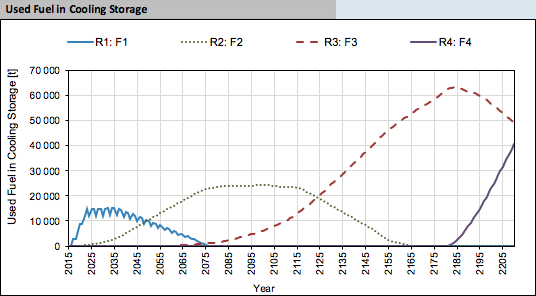 Used Fuel in Cooling Storage
R1: F1 R2: F2 R3: F3 R4: F4
Used Fuel in Cooling Storage [t]
70 000
60 000
50 000
40 000
30 000
20 000
10 000
0
2015 2025 2035 2045 2055 2065 2075 2085 2095 2105 2115 2125 2135 2145 2155 2165 2175 2185 2195 2205
Year